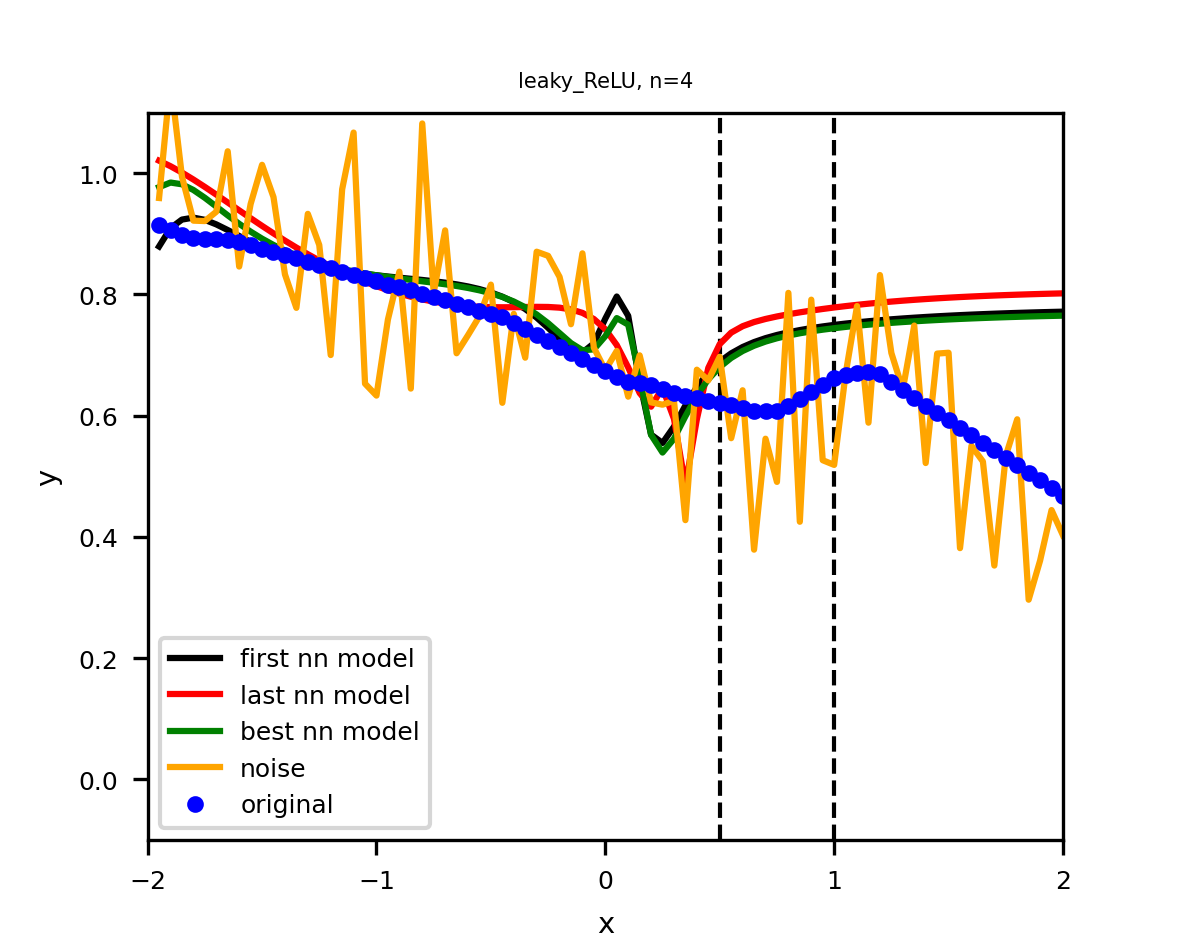 leaky_ReLU, n=4
y
1.0
0.8
0.6
0.4
0.2
0.0
first nn model
last nn model
best nn model
noise
original
−2
−1
0
1
2
x